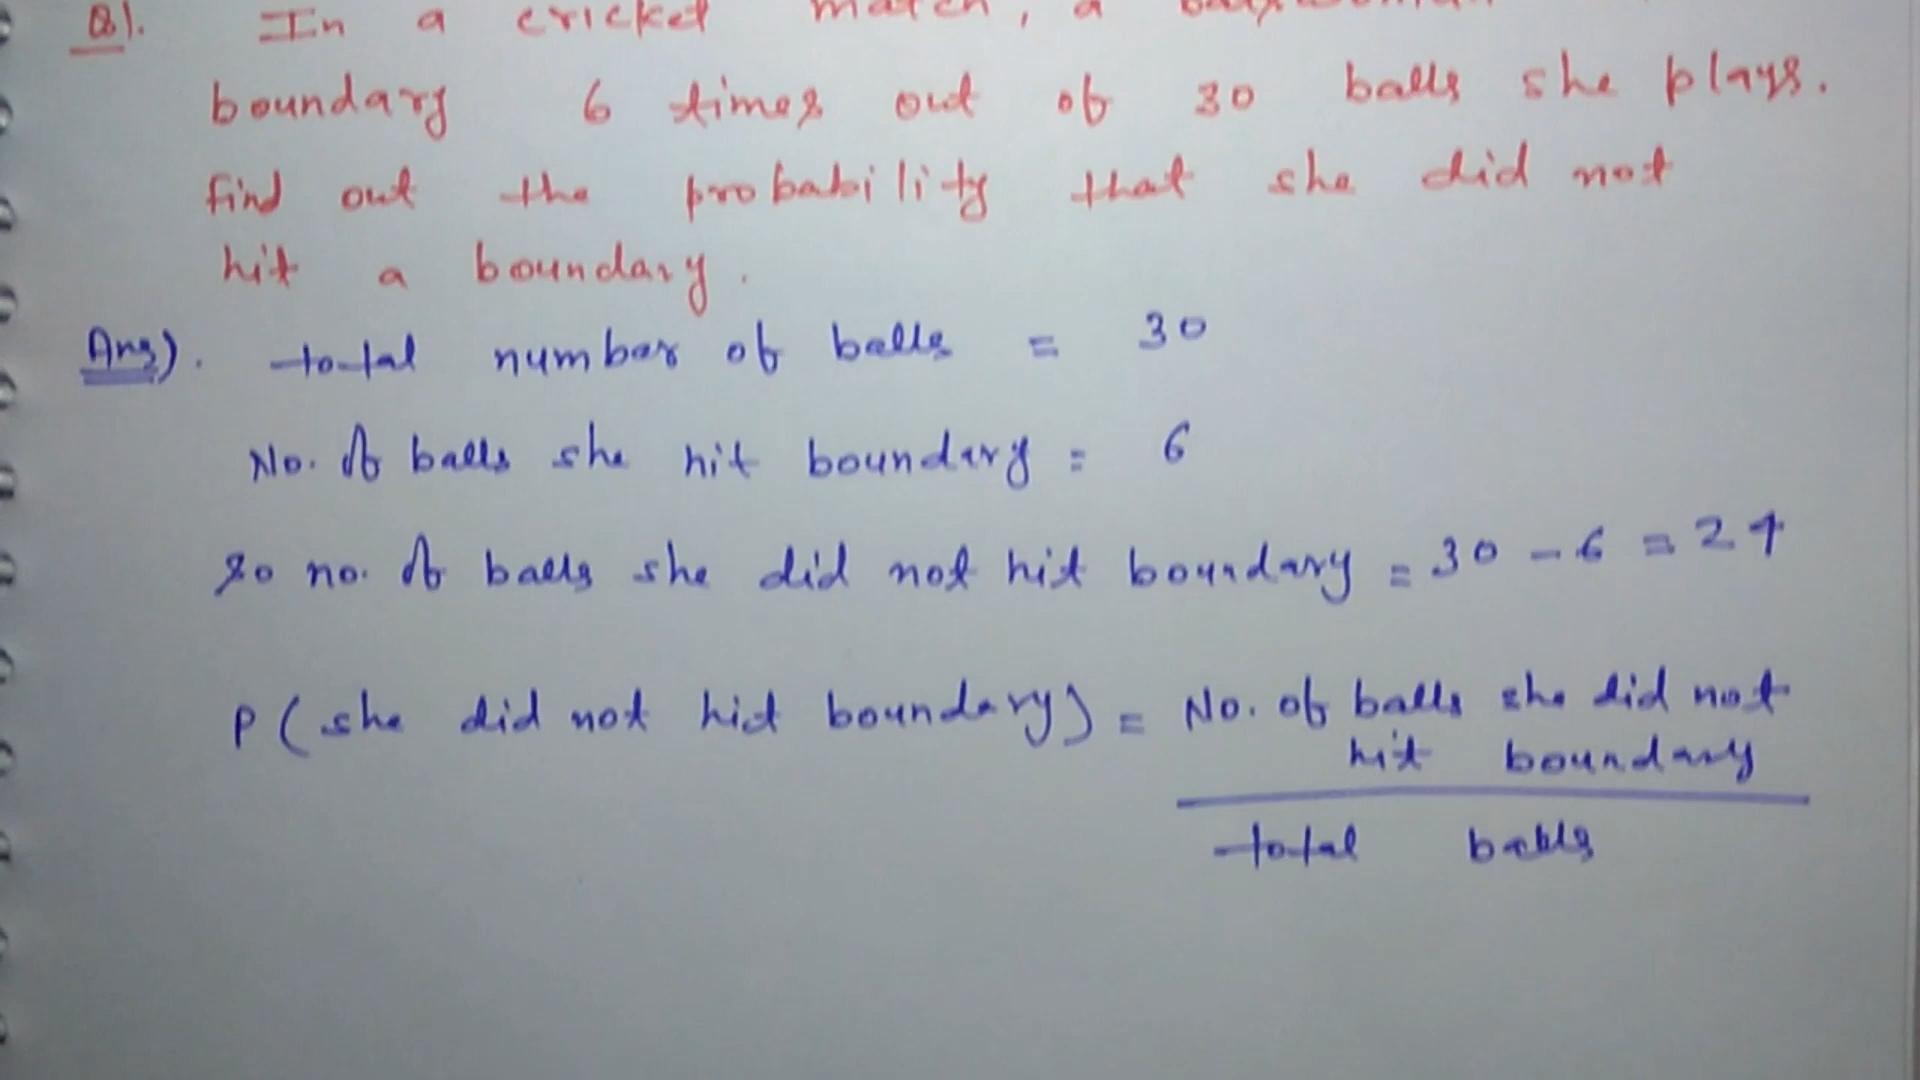 Q). In a cricket match, a batswoman
boundary 6 times out of 30 balls she plays.
find out the probability that she did not
hit a boundary.
Ans). total number of balls = 30
No. of balls she hit boundary = 6
so no. of balls she did not hit boundary = 30 - 6 = 24
P (she did not hit boundary) = No. of balls she did not
hit boundary
total balls